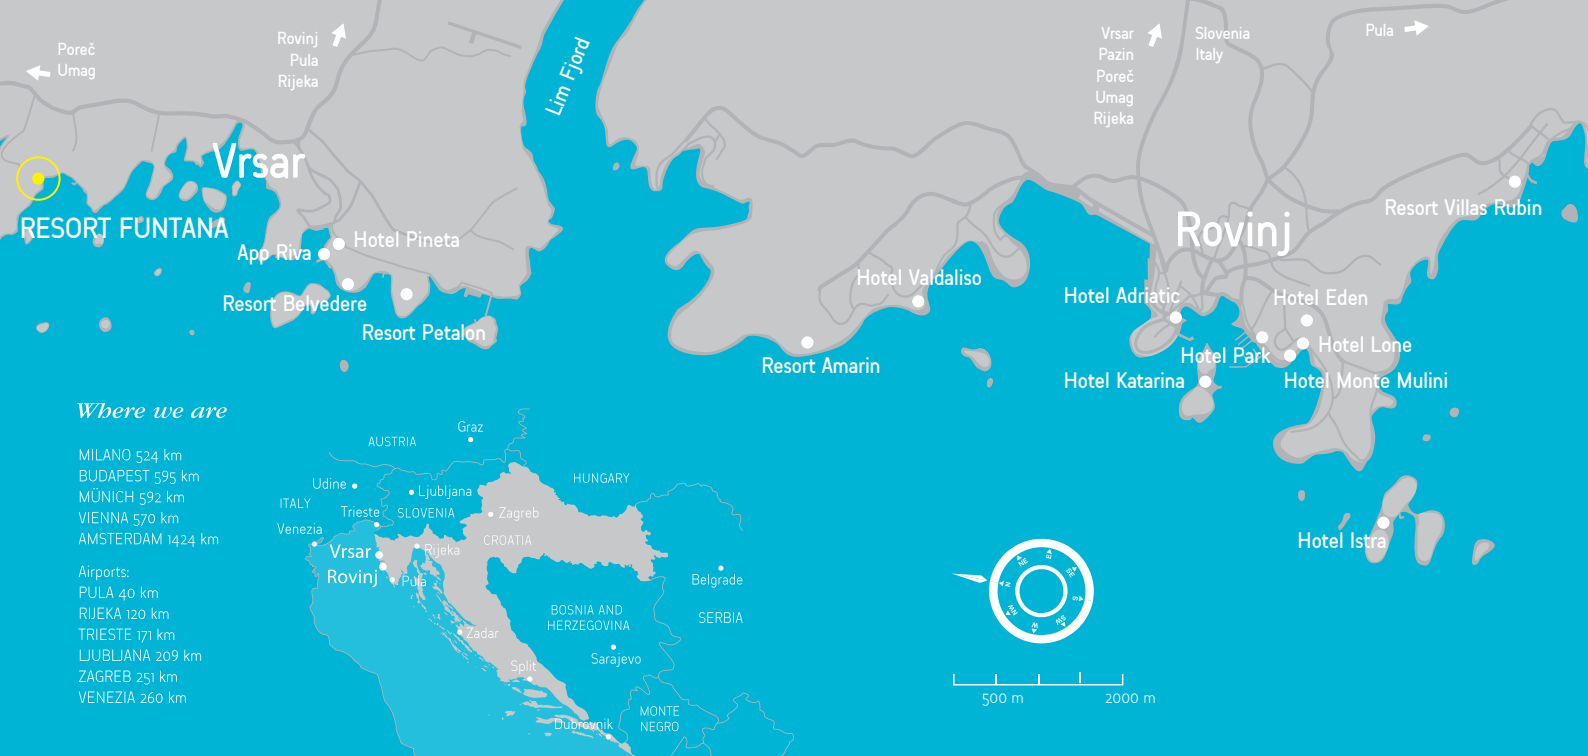 Poreč
Umag
Rovinj
Pula
Rijeka
Lim Fjord
Vrsar
Pazin
Poreč
Umag
Rijeka
Slovenia
Italy
Pula
Vrsar
RESORT FUNTANA
App Riva
Hotel Pineta
Resort Belvedere
Resort Petalon
Resort Amarin
Hotel Valdaliso
Rovinj
Resort Villas Rubin
Hotel Adriatic
Hotel Eden
Hotel Park
Hotel Lone
Hotel Katarina
Hotel Monte Mulini
Hotel Istra
Where we are
MILANO 524 km
BUDAPEST 595 km
MÜNICH 592 km
VIENNA 570 km
AMSTERDAM 1424 km
Airports:
PULA 40 km
RIJEKA 120 km
TRIESTE 171 km
LJUBLJANA 209 km
ZAGREB 251 km
VENEZIA 260 km
Graz
AUSTRIA
HUNGARY
Udine
Ljubljana
ITALY
Trieste
SLOVENIA
Zagreb
Venezia
CROATIA
Vrsar
Rijeka
Rovinj
Pula
Belgrade
BOSNIA AND
HERZEGOVINA
SERBIA
Zadar
Sarajevo
Split
MONTE
NEGRO
Dubrovnik
E
NE
SE
N
S
NW
SW
W
500 m
2000 m